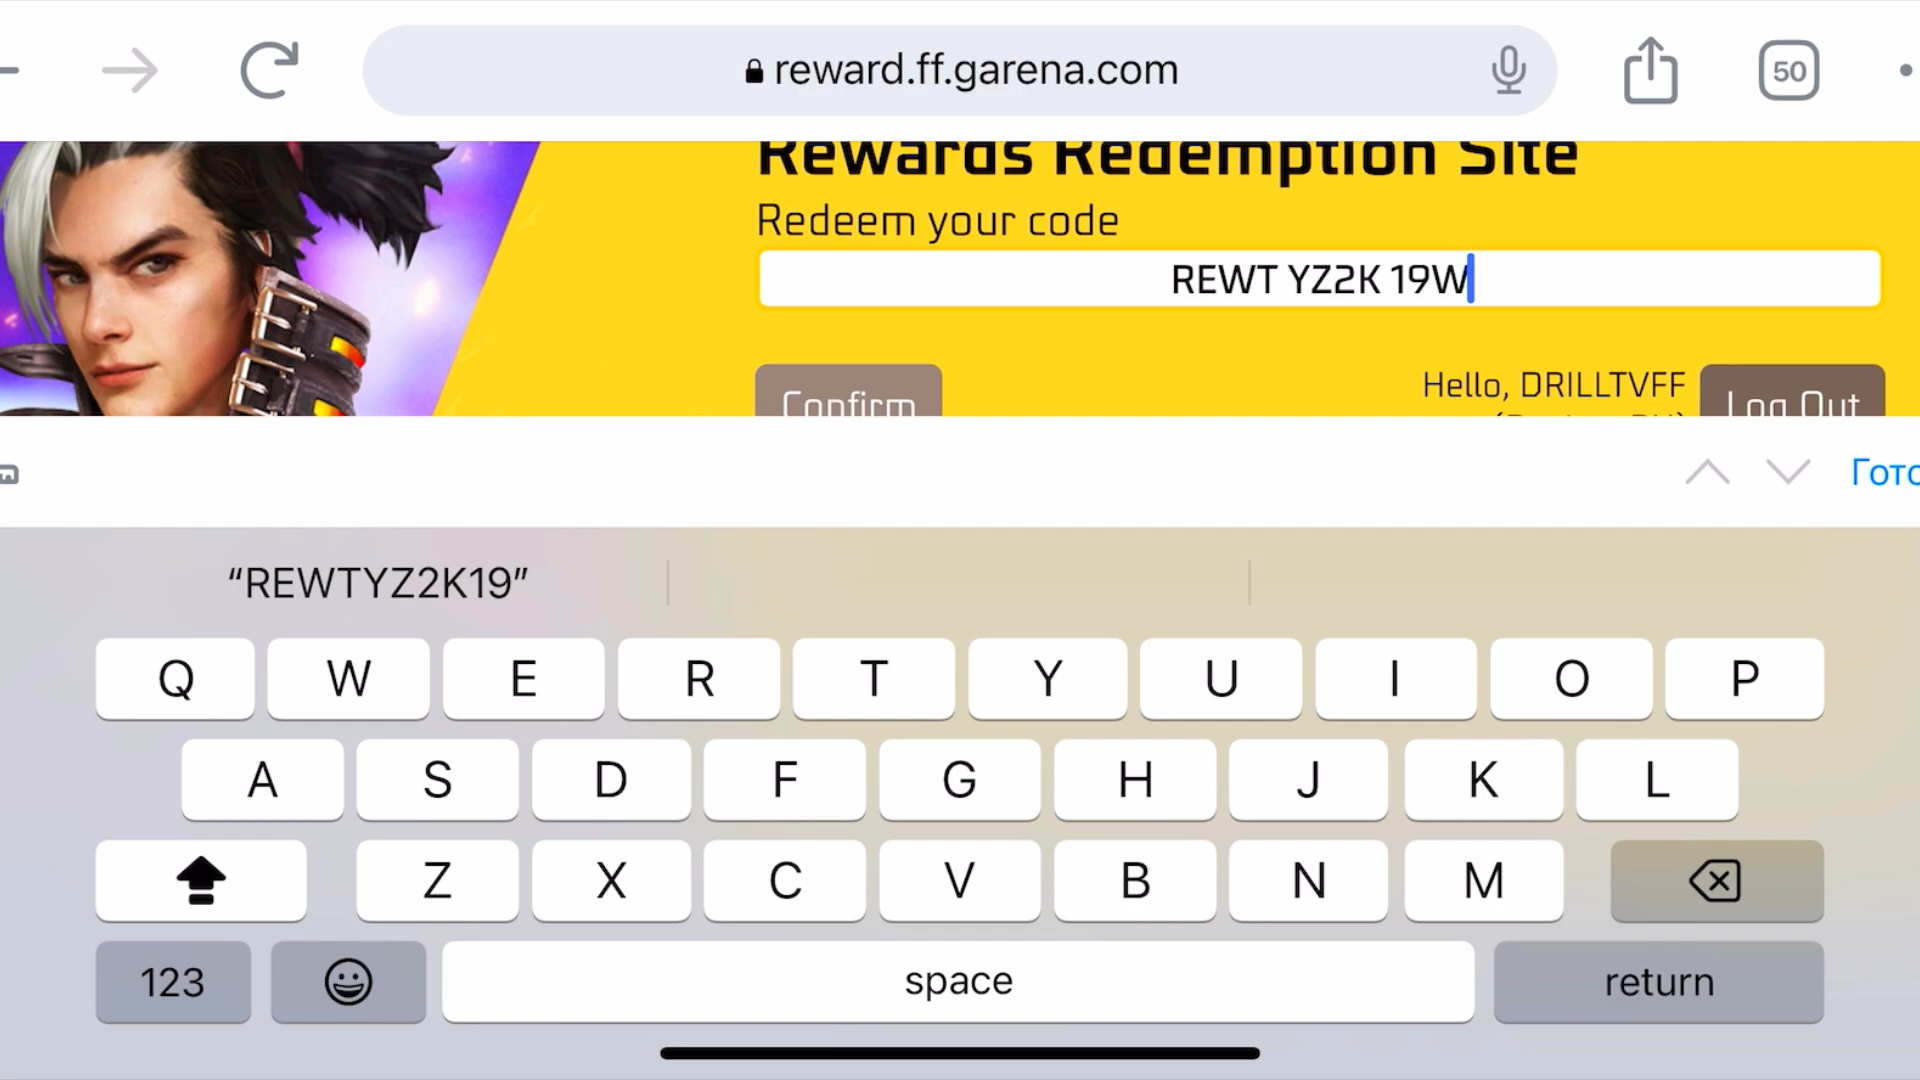 reward.ff.garena.com
50
Rewards Redemption Site
Redeem your code
REWT YZ2K 19W
Confirm
Hello, DRILLTVFF
Log Out
Гото
“REWTYZ2K19”
Q W E R T Y U I O P
A S D F G H J K L
Z X C V B N M
123 space return